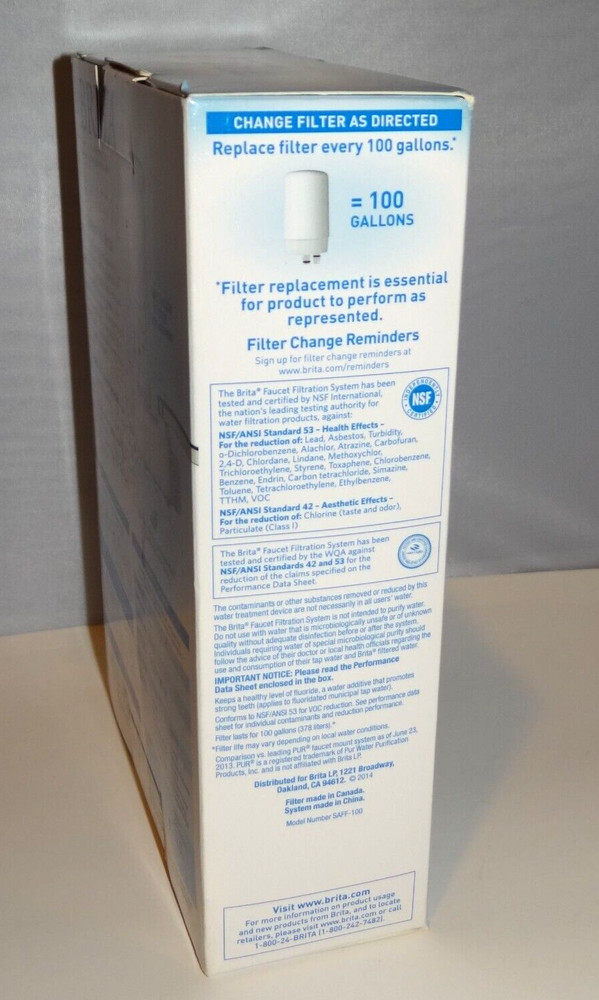 CHANGE FILTER AS DIRECTED
Replace filter every 100 gallons.*
= 100
GALLONS
*Filter replacement is essential
for product to perform as
represented.
Filter Change Reminders
Sign up for filter change reminders at
www.brita.com/reminders
The Brita® Faucet Filtration System has been
tested and certified by NSF International,
the nation's leading testing authority for
water filtration products, against:
INDEPENDENTLY
NSF
CERTIFIED
NSF/ANSI Standard 53 – Health Effects –
For the reduction of: Lead, Asbestos, Turbidity,
o-Dichlorobenzene, Alachlor, Atrazine, Carbofuran,
2,4-D, Chlordane, Lindane, Methoxychlor,
Trichloroethylene, Styrene, Toxaphene, Chlorobenzene,
Benzene, Endrin, Carbon tetrachloride, Simazine,
Toluene, Tetrachloroethylene, Ethylbenzene,
TTHM, VOC
NSF/ANSI Standard 42 – Aesthetic Effects –
For the reduction of: Chlorine (taste and odor),
Particulate (Class I)
The Brita® Faucet Filtration System has been
tested and certified by the WQA against
NSF/ANSI Standards 42 and 53 for the
reduction of the claims specified on the
Performance Data Sheet.
The contaminants or other substances removed or reduced by this
water treatment device are not necessarily in all users' water.
The Brita® Faucet Filtration System is not intended to purify water.
Do not use with water that is microbiologically unsafe or of unknown
quality without adequate disinfection before or after the system.
Individuals requiring water of special microbiological purity should
follow the advice of their doctor or local health officials regarding the
use and consumption of their tap water and Brita® filtered water.
IMPORTANT NOTICE: Please read the Performance
Data Sheet enclosed in the box.
Keeps a healthy level of fluoride, a water additive that promotes
strong teeth (applies to fluoridated municipal tap water).
Conforms to NSF/ANSI 53 for VOC reduction. See performance data
sheet for individual contaminants and reduction performance.
Filter lasts for 100 gallons (378 liters).*
*Filter life may vary depending on local water conditions.
Comparison vs. leading PUR® faucet mount system as of June 23,
2013. PUR® is a registered trademark of Pur Water Purification
Products, Inc. and is not affiliated with Brita LP.
Distributed for Brita LP, 1221 Broadway,
Oakland, CA 94612. © 2014
Filter made in Canada.
System made in China.
Model Number SAFF-100
Visit www.brita.com
For more information on product usage
and new products from Brita, and to locate
retailers, please visit www.brita.com or call
1-800-24-BRITA (1-800-242-7482).